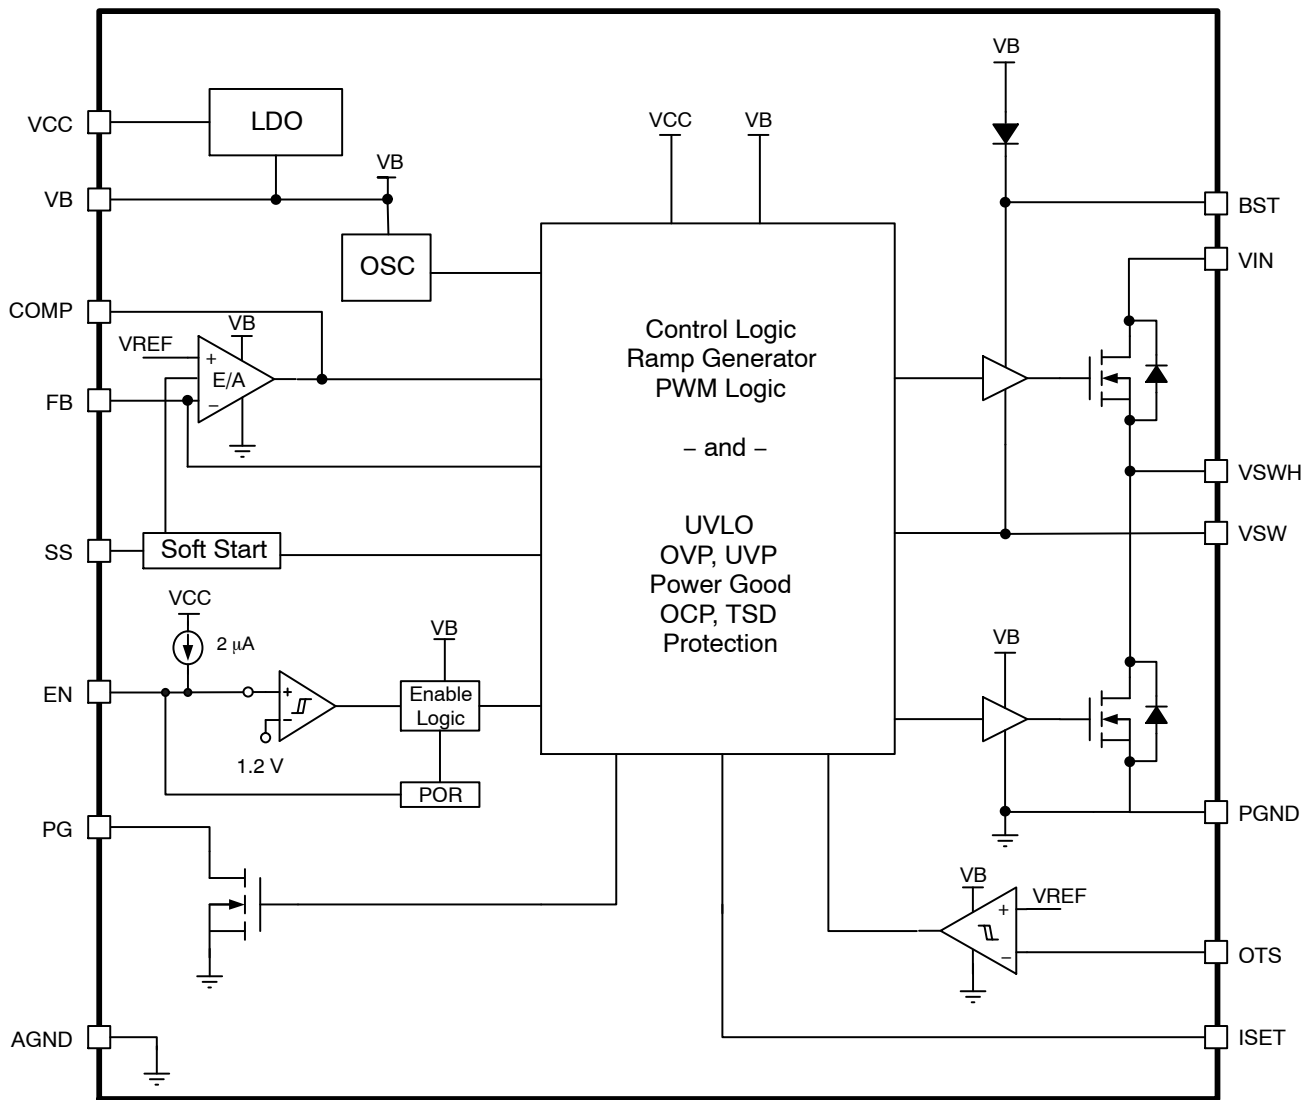 VB
LDO
VCC
VCC
VB
VB
VB
BST
OSC
VIN
COMP
VB
VREF
+
E/A
−
FB
Control Logic
Ramp Generator
PWM Logic
− and −
UVLO
OVP, UVP
Power Good
OCP, TSD
Protection
VSWH
VSW
SS
Soft Start
VCC
2 μA
VB
VB
EN
+
−
1.2 V
Enable
Logic
POR
PG
PGND
VB
+
VREF
−
OTS
AGND
ISET